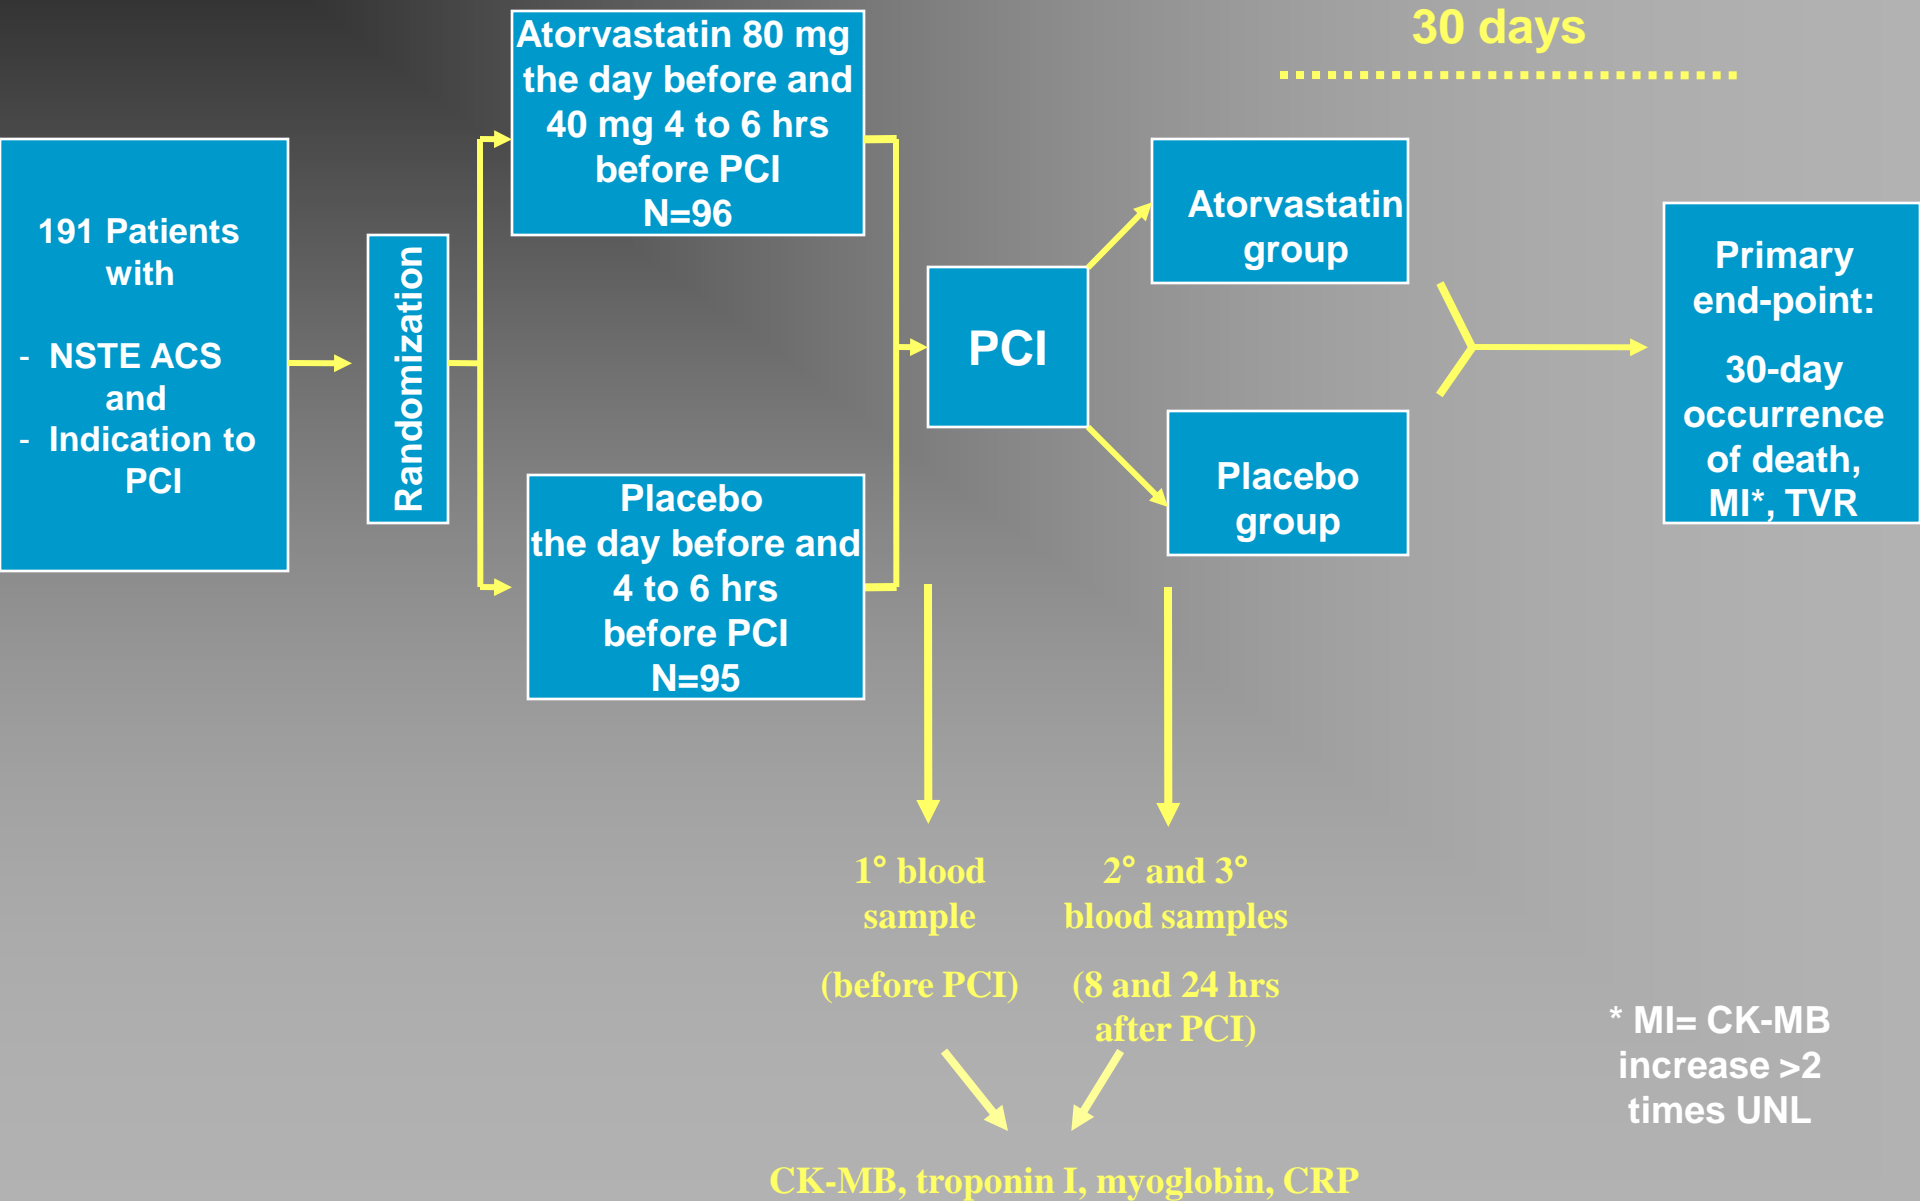 191 Patients
with
- NSTE ACS
and
- Indication to
PCI
Randomization
Atorvastatin 80 mg
the day before and
40 mg 4 to 6 hrs
before PCI
N=96
Placebo
the day before and
4 to 6 hrs
before PCI
N=95
PCI
30 days
Atorvastatin
group
Placebo
group
Primary
end-point:
30-day
occurrence
of death,
MI*, TVR
1° blood
sample
(before PCI)
2° and 3°
blood samples
(8 and 24 hrs
after PCI)
CK-MB, troponin I, myoglobin, CRP
* MI= CK-MB
increase >2
times UNL